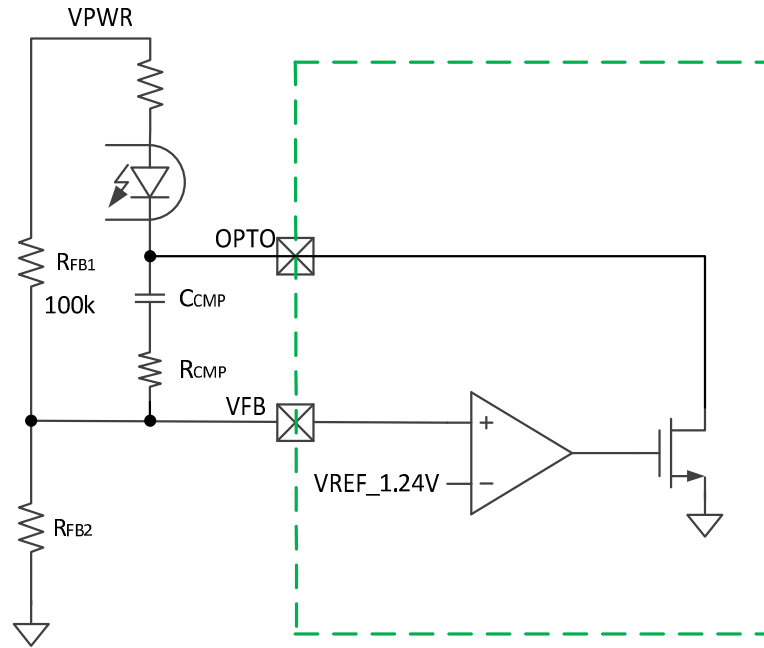 VPWR
OPTO
RFB1
100k
CCMP
RCMP
VFB
+
VREF_1.24V
−
RFB2